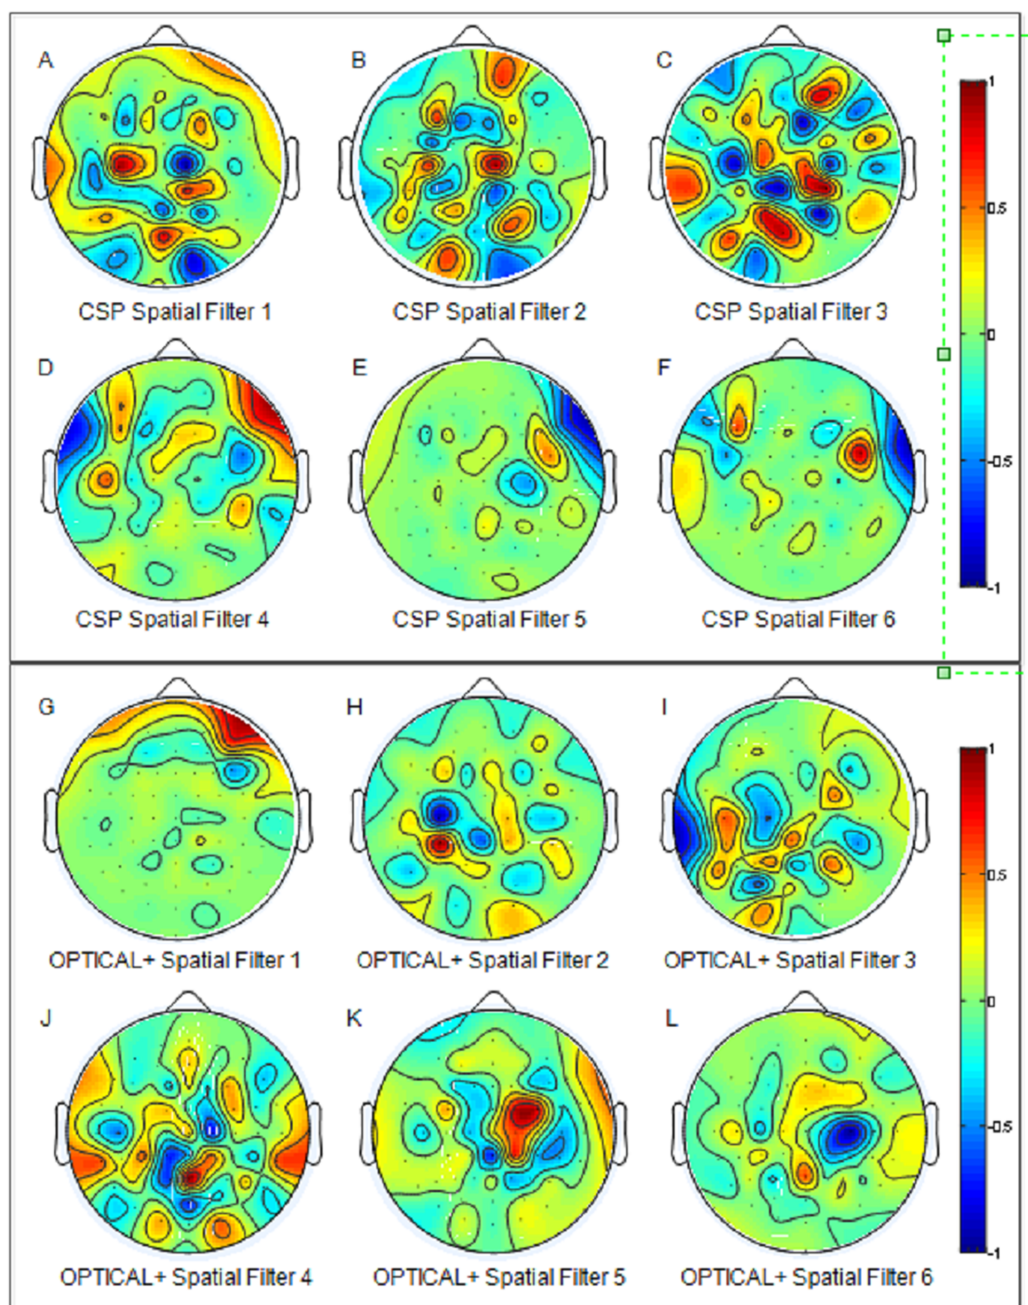 A B C
1
0.5
0
-0.5
-1
CSP Spatial Filter 1 CSP Spatial Filter 2 CSP Spatial Filter 3
D E F
CSP Spatial Filter 4 CSP Spatial Filter 5 CSP Spatial Filter 6
G H I
1
0.5
0
-0.5
-1
OPTICAL+ Spatial Filter 1 OPTICAL+ Spatial Filter 2 OPTICAL+ Spatial Filter 3
J K L
OPTICAL+ Spatial Filter 4 OPTICAL+ Spatial Filter 5 OPTICAL+ Spatial Filter 6